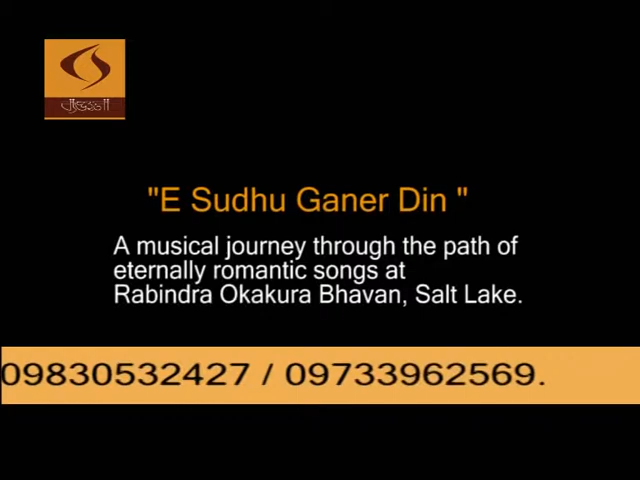 "E Sudhu Ganer Din "
A musical journey through the path of
eternally romantic songs at
Rabindra Okakura Bhavan, Salt Lake.
09830532427 / 09733962569.